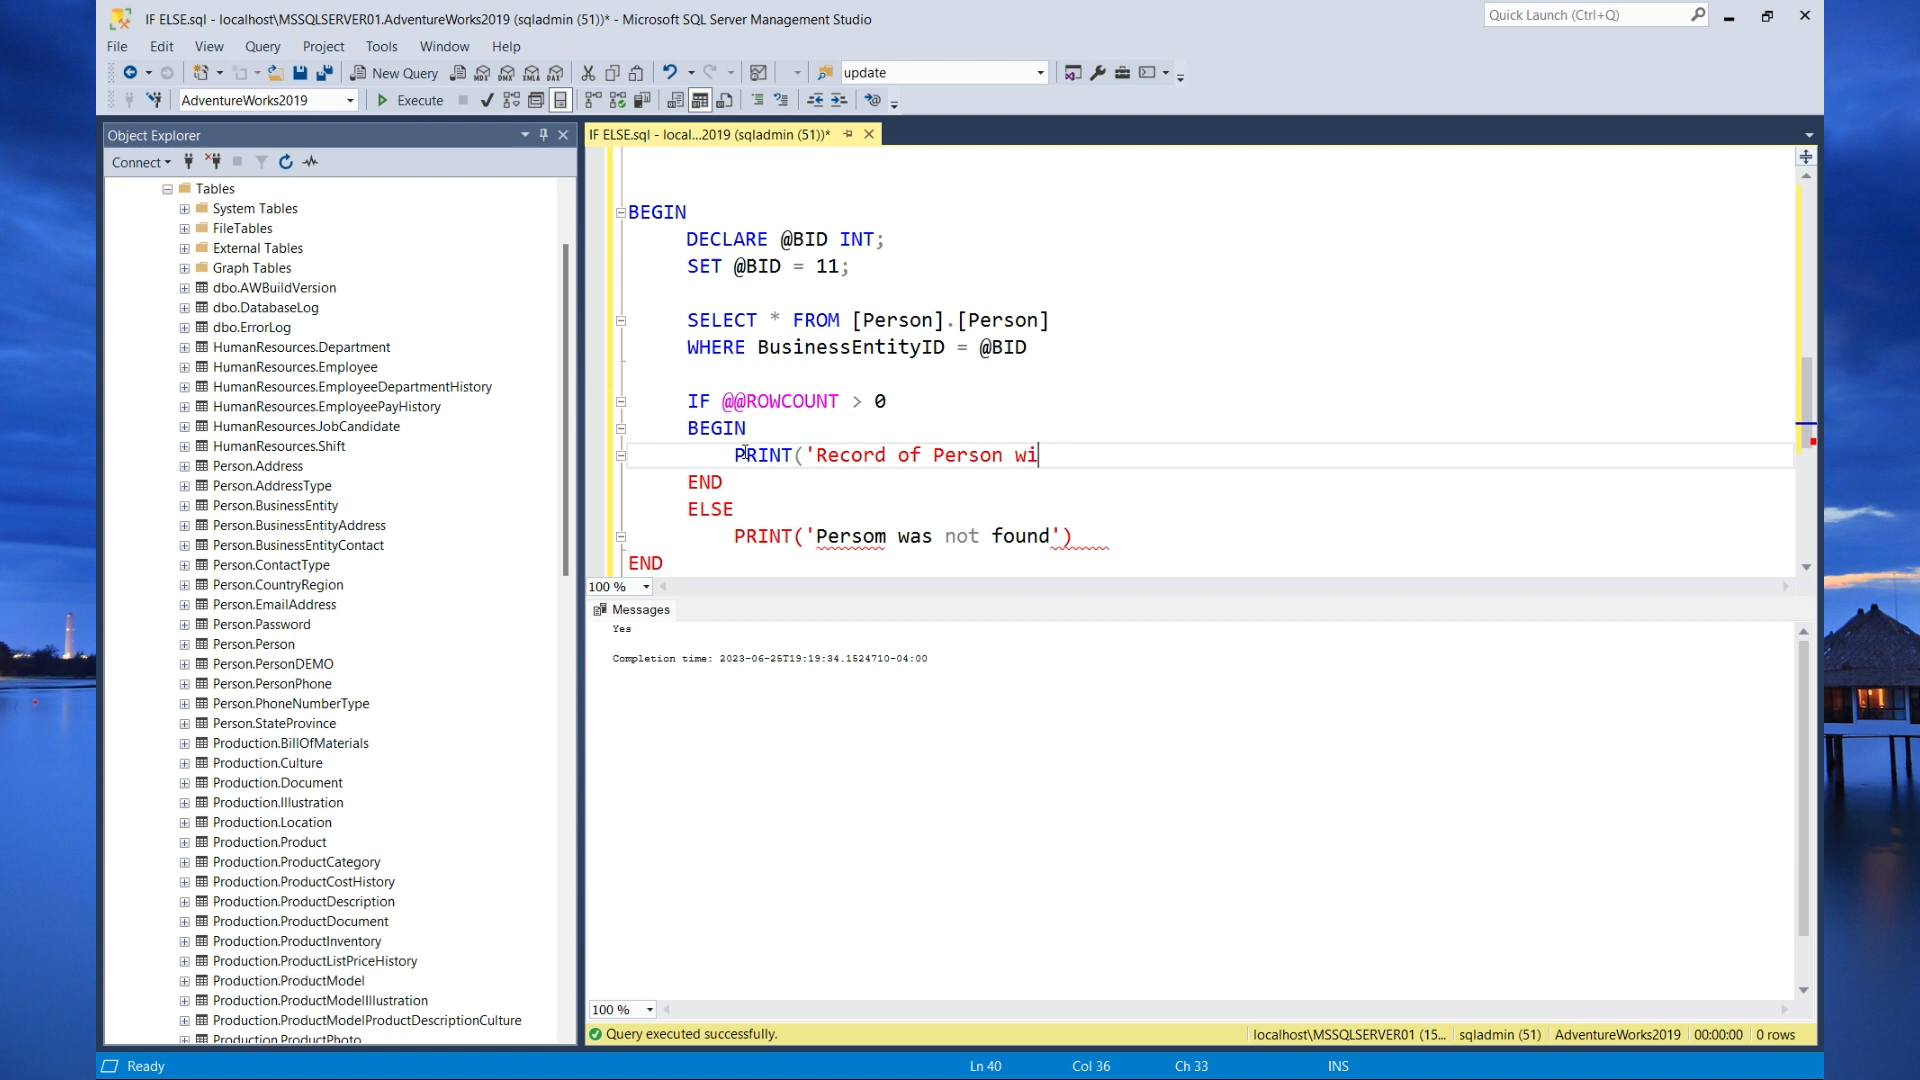 IF ELSE.sql - localhost\MSSQLSERVER01.AdventureWorks2019 (sqladmin (51))* - Microsoft SQL Server Management Studio
Quick Launch (Ctrl+Q)
File Edit View Query Project Tools Window Help
New Query
MDX DMX XMLA DAX
update
AdventureWorks2019
Execute
Object Explorer
IF ELSE.sql - local...2019 (sqladmin (51))*
Connect
Tables
System Tables
FileTables
External Tables
Graph Tables
dbo.AWBuildVersion
dbo.DatabaseLog
dbo.ErrorLog
HumanResources.Department
HumanResources.Employee
HumanResources.EmployeeDepartmentHistory
HumanResources.EmployeePayHistory
HumanResources.JobCandidate
HumanResources.Shift
Person.Address
Person.AddressType
Person.BusinessEntity
Person.BusinessEntityAddress
Person.BusinessEntityContact
Person.ContactType
Person.CountryRegion
Person.EmailAddress
Person.Password
Person.Person
Person.PersonDEMO
Person.PersonPhone
Person.PhoneNumberType
Person.StateProvince
Production.BillOfMaterials
Production.Culture
Production.Document
Production.Illustration
Production.Location
Production.Product
Production.ProductCategory
Production.ProductCostHistory
Production.ProductDescription
Production.ProductDocument
Production.ProductInventory
Production.ProductListPriceHistory
Production.ProductModel
Production.ProductModelIllustration
Production.ProductModelProductDescriptionCulture
Production.ProductPhoto
BEGIN
DECLARE @BID INT;
SET @BID = 11;
SELECT * FROM [Person].[Person]
WHERE BusinessEntityID = @BID
IF @@ROWCOUNT > 0
BEGIN
PRINT('Record of Person wi
END
ELSE
PRINT('Persom was not found')
END
100 %
Messages
Yes
Completion time: 2023-06-25T19:19:34.1524710-04:00
100 %
Query executed successfully.
localhost\MSSQLSERVER01 (15... sqladmin (51) AdventureWorks2019 00:00:00 0 rows
Ready
Ln 40 Col 36 Ch 33 INS